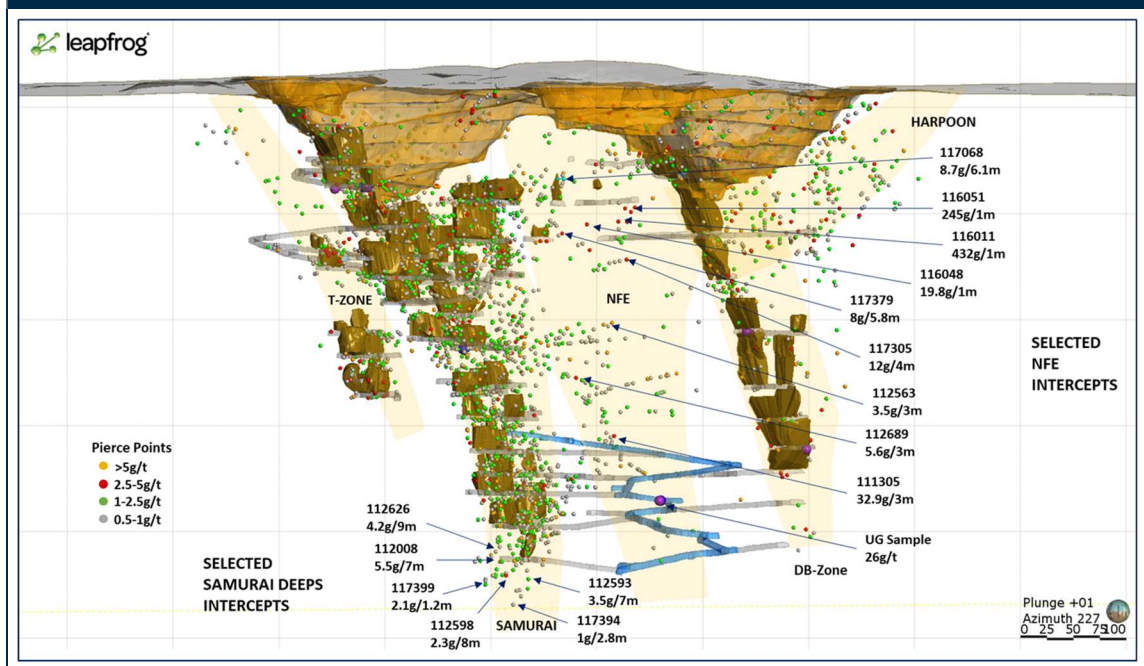 leapfrog
HARPOON
117068
8.7g/6.1m
116051
245g/1m
116011
432g/1m
116048
19.8g/1m
117379
8g/5.8m
117305
12g/4m
112563
3.5g/3m
112689
5.6g/3m
111305
32.9g/3m
UG Sample
26g/t
DB-Zone
T-ZONE
NFE
SELECTED
NFE
INTERCEPTS
Pierce Points
>5g/t
2.5-5g/t
1-2.5g/t
0.5-1g/t
SELECTED
SAMURAI DEEPS
INTERCEPTS
112626
4.2g/9m
112008
5.5g/7m
117399
2.1g/1.2m
112598
2.3g/8m
SAMURAI
112593
3.5g/7m
117394
1g/2.8m
Plunge +01
Azimuth 227
0 25 50 75 100